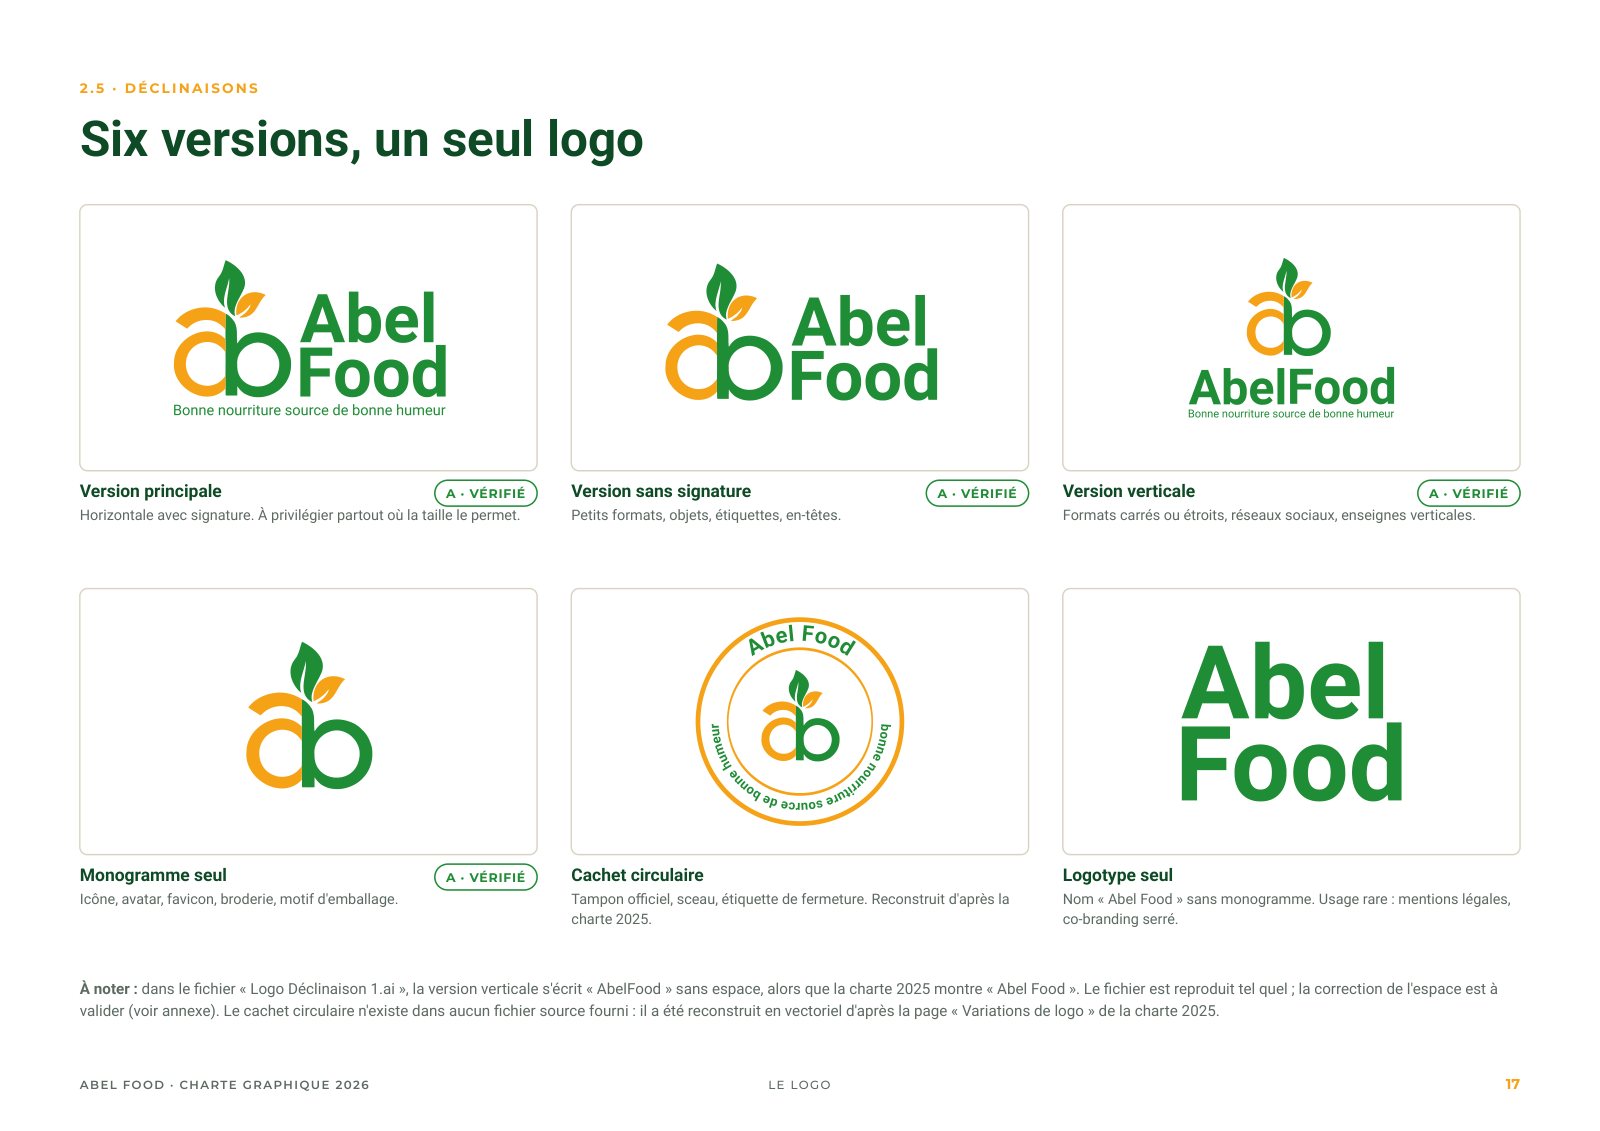 2.5 · DÉCLINAISONS
Six versions, un seul logo
ab
Abel
Food
Bonne nourriture source de bonne humeur
ab
Abel
Food
ab
AbelFood
Bonne nourriture source de bonne humeur
Version principale
A · VÉRIFIÉ
Horizontale avec signature. À privilégier partout où la taille le permet.
Version sans signature
A · VÉRIFIÉ
Petits formats, objets, étiquettes, en-têtes.
Version verticale
A · VÉRIFIÉ
Formats carrés ou étroits, réseaux sociaux, enseignes verticales.
ab
Abel Food
ab
bonne nourriture source de bonne humeur
Abel
Food
Monogramme seul
A · VÉRIFIÉ
Icône, avatar, favicon, broderie, motif d'emballage.
Cachet circulaire
Tampon officiel, sceau, étiquette de fermeture. Reconstruit d'après la
charte 2025.
Logotype seul
Nom « Abel Food » sans monogramme. Usage rare : mentions légales,
co-branding serré.
À noter : dans le fichier « Logo Déclinaison 1.ai », la version verticale s'écrit « AbelFood » sans espace, alors que la charte 2025 montre « Abel Food ». Le fichier est reproduit tel quel ; la correction de l'espace est à
valider (voir annexe). Le cachet circulaire n'existe dans aucun fichier source fourni : il a été reconstruit en vectoriel d'après la page « Variations de logo » de la charte 2025.
ABEL FOOD · CHARTE GRAPHIQUE 2026
LE LOGO
17